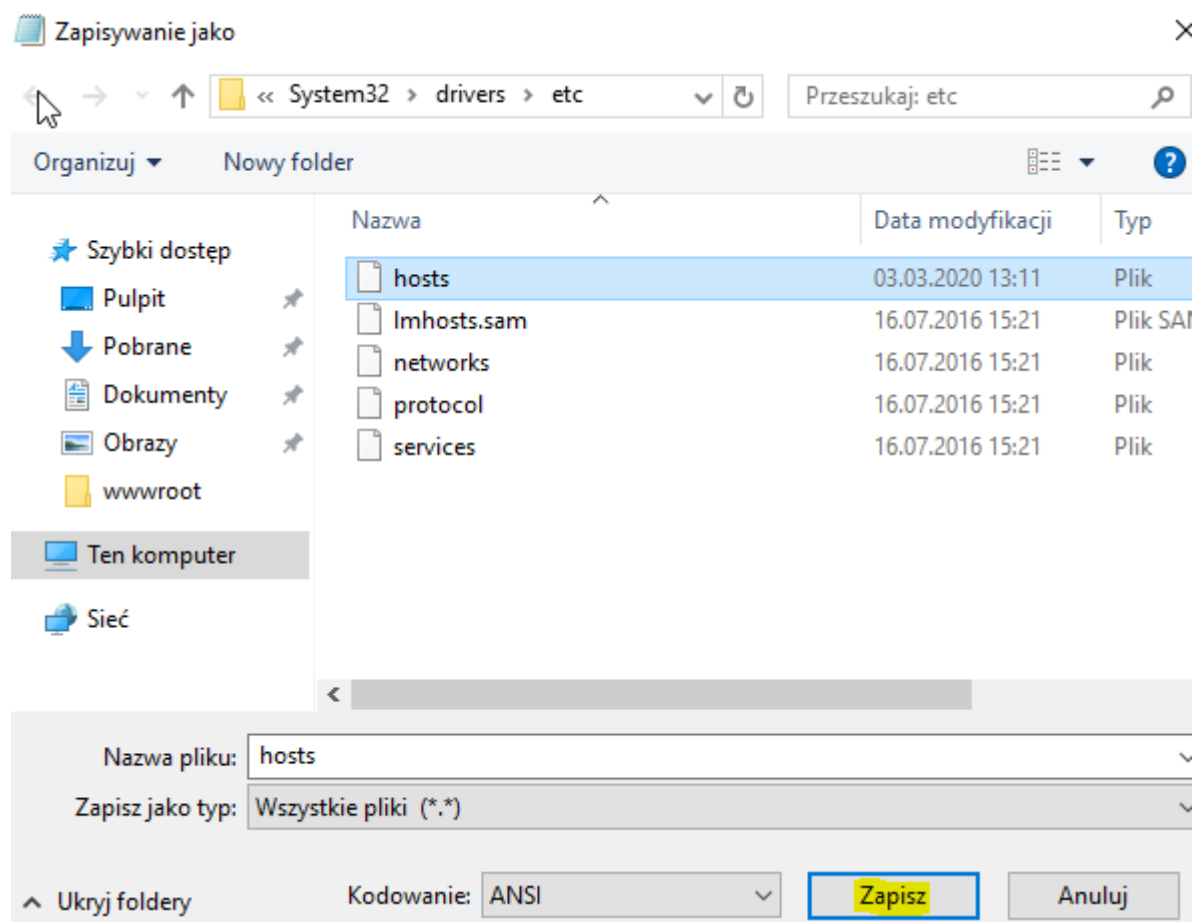 Zapisywanie jako
« System32 > drivers > etc
Przeszukaj: etc
Organizuj
Nowy folder
Nazwa Data modyfikacji Typ
Szybki dostęp
Pulpit
Pobrane
Dokumenty
Obrazy
wwwroot
Ten komputer
Sieć
hosts 03.03.2020 13:11 Plik
lmhosts.sam 16.07.2016 15:21 Plik SAM
networks 16.07.2016 15:21 Plik
protocol 16.07.2016 15:21 Plik
services 16.07.2016 15:21 Plik
Nazwa pliku: hosts
Zapisz jako typ: Wszystkie pliki (*.*)
Ukryj foldery
Kodowanie: ANSI
Zapisz
Anuluj